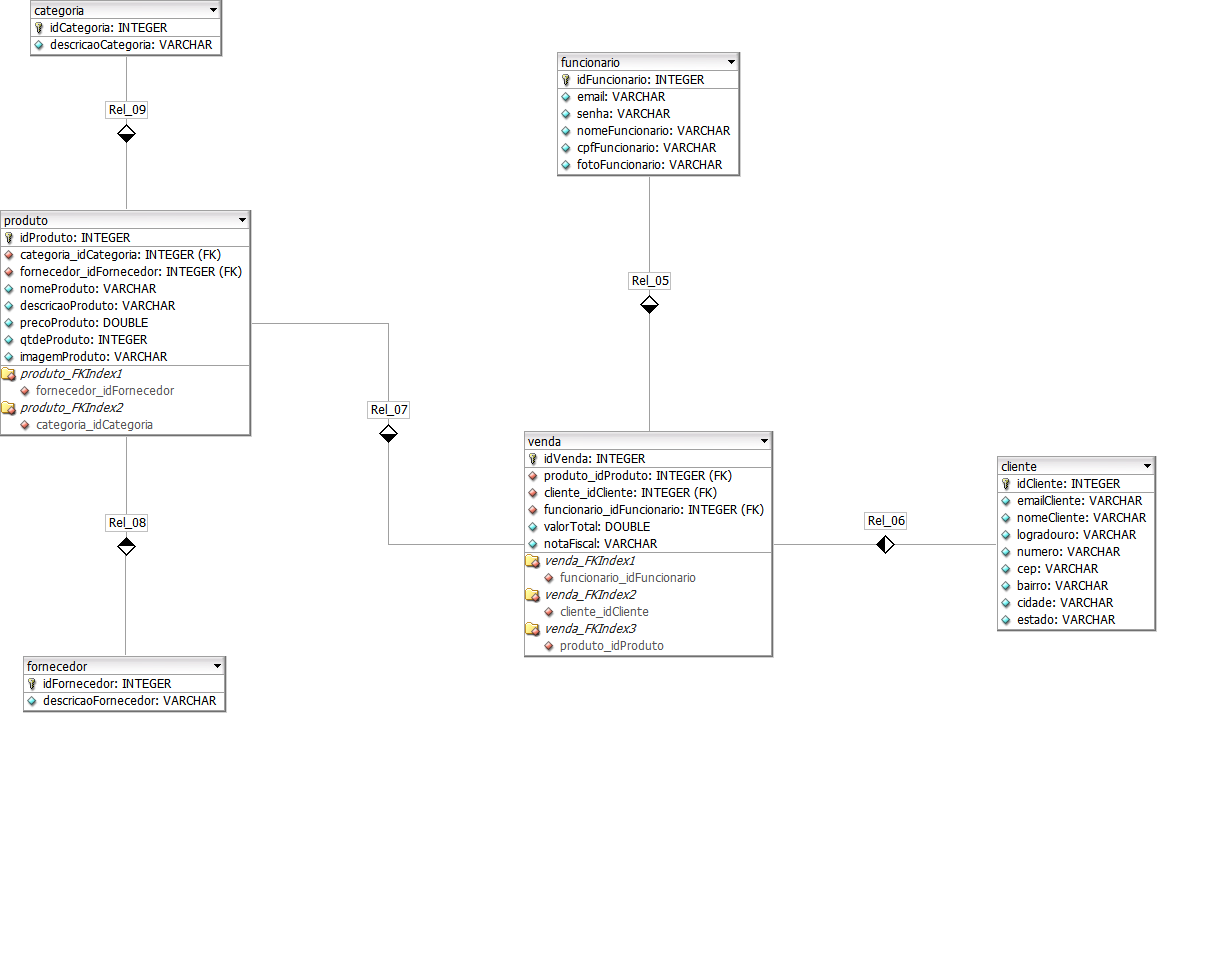 categoria
idCategoria: INTEGER
descricaoCategoria: VARCHAR
Rel_09
funcionario
idFuncionario: INTEGER
email: VARCHAR
senha: VARCHAR
nomeFuncionario: VARCHAR
cpfFuncionario: VARCHAR
fotoFuncionario: VARCHAR
produto
idProduto: INTEGER
categoria_idCategoria: INTEGER (FK)
fornecedor_idFornecedor: INTEGER (FK)
nomeProduto: VARCHAR
descricaoProduto: VARCHAR
precoProduto: DOUBLE
qtdeProduto: INTEGER
imagemProduto: VARCHAR
produto_FKIndex1
fornecedor_idFornecedor
produto_FKIndex2
categoria_idCategoria
Rel_05
Rel_07
venda
idVenda: INTEGER
produto_idProduto: INTEGER (FK)
cliente_idCliente: INTEGER (FK)
funcionario_idFuncionario: INTEGER (FK)
valorTotal: DOUBLE
notaFiscal: VARCHAR
venda_FKIndex1
funcionario_idFuncionario
venda_FKIndex2
cliente_idCliente
venda_FKIndex3
produto_idProduto
Rel_06
cliente
idCliente: INTEGER
emailCliente: VARCHAR
nomeCliente: VARCHAR
logradouro: VARCHAR
numero: VARCHAR
cep: VARCHAR
bairro: VARCHAR
cidade: VARCHAR
estado: VARCHAR
Rel_08
fornecedor
idFornecedor: INTEGER
descricaoFornecedor: VARCHAR